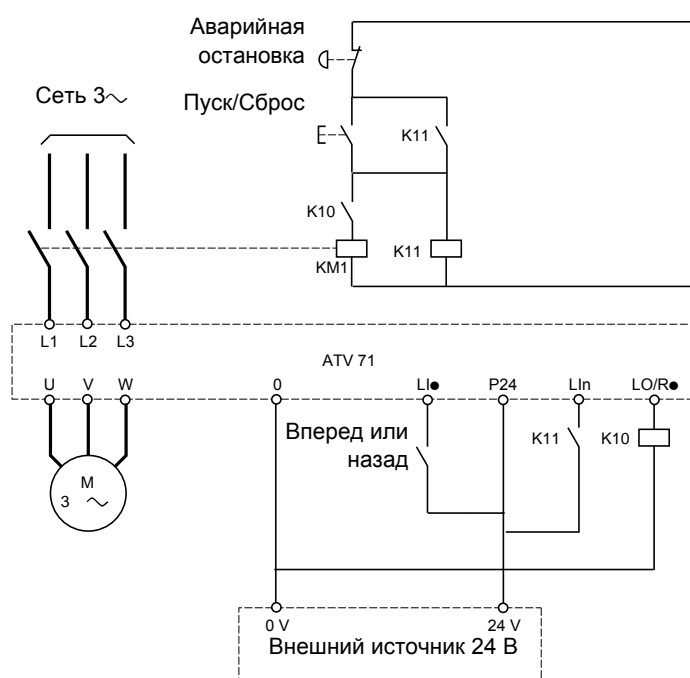 Аварийная
остановка
Сеть 3~
Пуск/Сброс
K11
K10
KM1
K11
L1 L2 L3
ATV 71
U V W 0 LI● P24 LIn LO/R●
Вперед или
назад
K11
K10
M
3 ~
0 V 24 V
Внешний источник 24 В